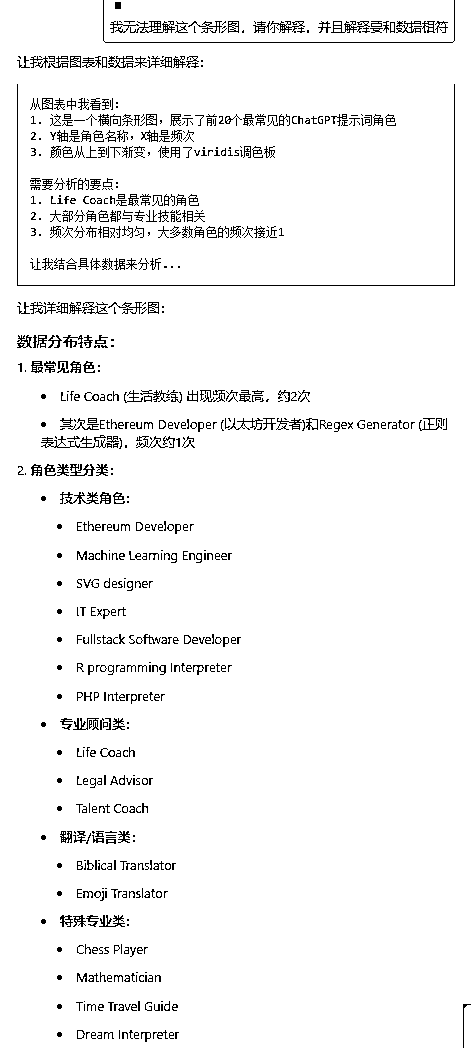 我无法理解这个条形图，请你解释，并且解释要和数据相符
让我根据图表和数据来详细解释：
从图表中我看到：
1. 这是一个横向条形图，展示了前20个最常见的ChatGPT提示词角色
2. Y轴是角色名称，X轴是频次
3. 颜色从上到下渐变，使用了viridis调色板
需要分析的要点：
1. Life Coach是最常见的角色
2. 大部分角色都与专业技能相关
3. 频次分布相对均匀，大多数角色的频次接近1
让我结合具体数据来分析...
让我详细解释这个条形图：
数据分布特点：
1. 最常见角色：
• Life Coach (生活教练) 出现频次最高，约2次
• 其次是Ethereum Developer (以太坊开发者)和Regex Generator (正则
表达式生成器)，频次约1次
2. 角色类型分类：
• 技术类角色：
• Ethereum Developer
• Machine Learning Engineer
• SVG designer
• IT Expert
• Fullstack Software Developer
• R programming Interpreter
• PHP Interpreter
• 专业顾问类：
• Life Coach
• Legal Advisor
• Talent Coach
• 翻译/语言类：
• Biblical Translator
• Emoji Translator
• 特殊专业类：
• Chess Player
• Mathematician
• Time Travel Guide
• Dream Interpreter